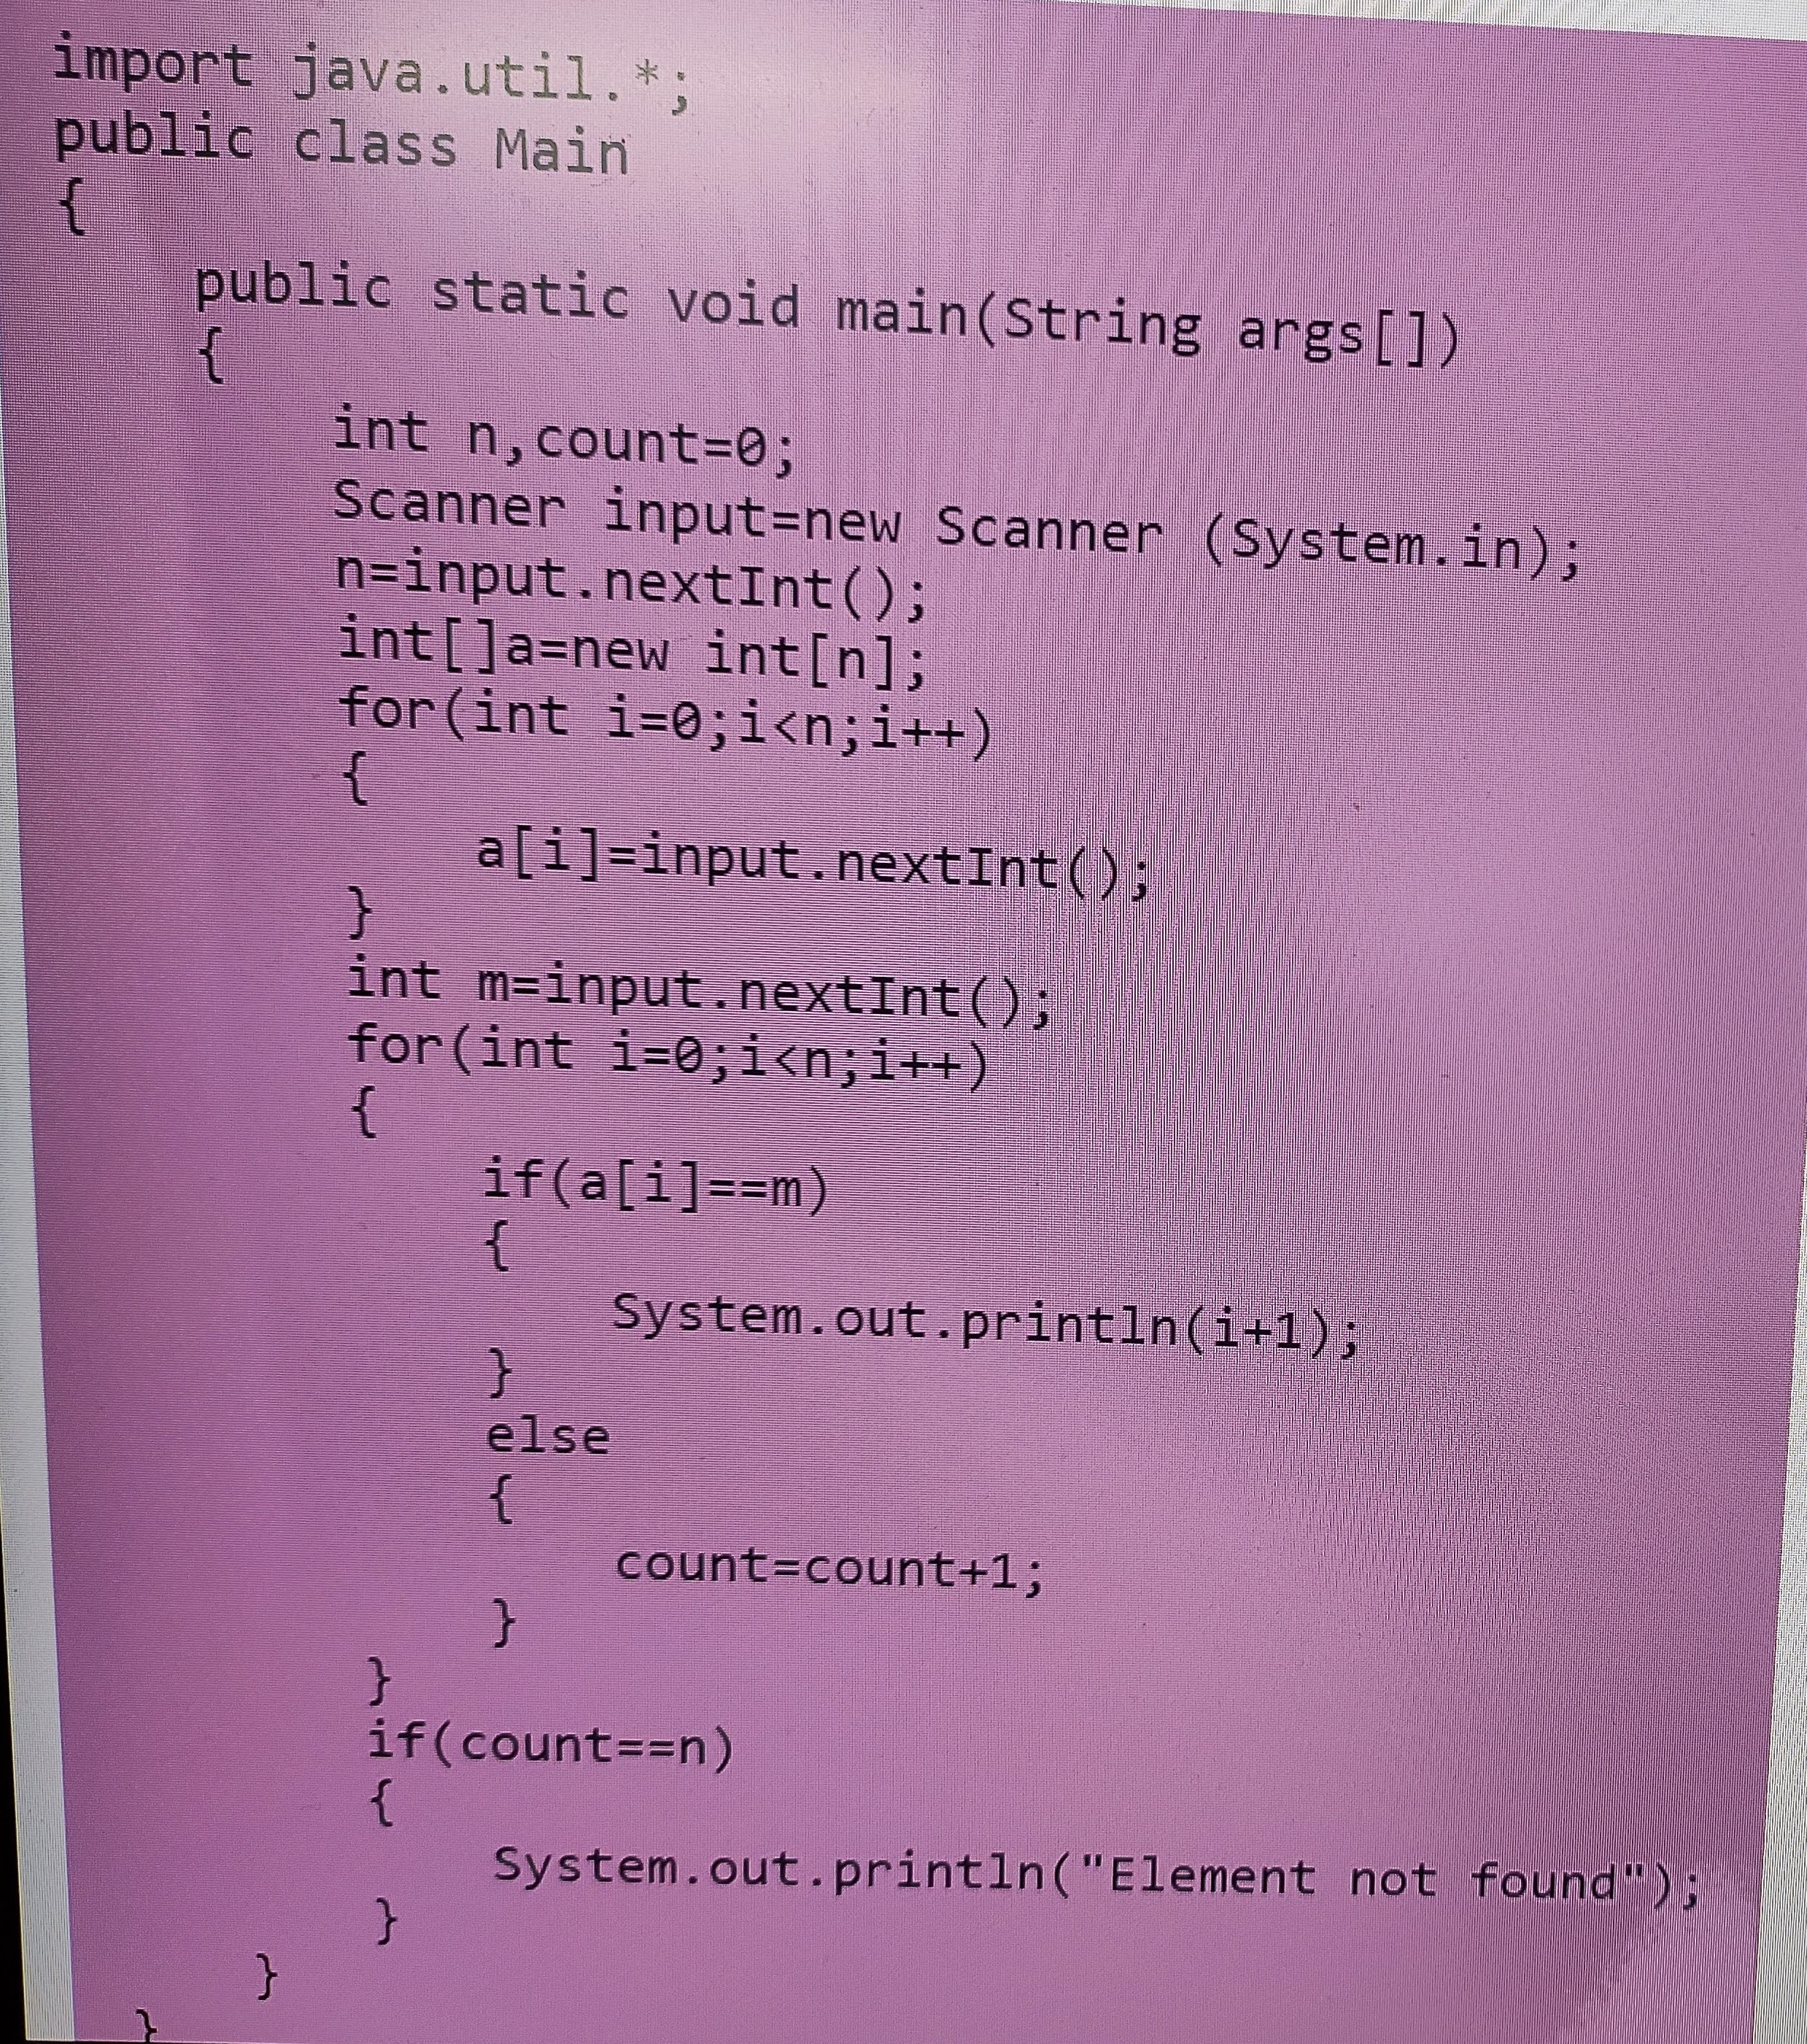 import java.util.*;
public class Main
{
public static void main(String args[])
{
int n,count=0;
Scanner input=new Scanner (System.in);
n=input.nextInt();
int[]a=new int[n];
for(int i=0;i<n;i++)
{
a[i]=input.nextInt();
}
int m=input.nextInt();
for(int i=0;i<n;i++)
{
if(a[i]==m)
{
System.out.println(i+1);
}
else
{
count=count+1;
}
}
if(count==n)
{
System.out.println("Element not found");
}
}
}